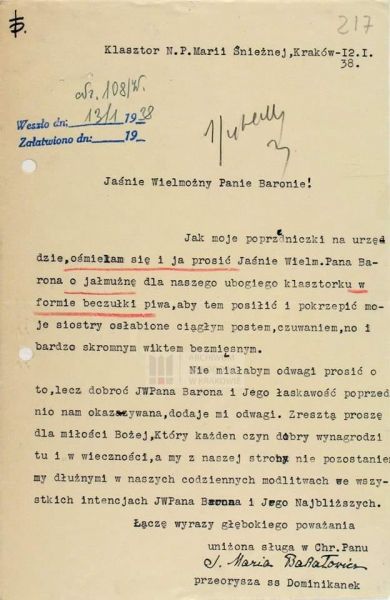 217
Klasztor N.P.Marii Śnieżnej,Kraków-12.I.
38.
Nr. 108/W.
Weszło dn: 13/1 1938
Załatwiono dn: 19
Jaśnie Wielmożny Panie Baronie!
Jak moje poprzedniczki na urzęd
dzie,ośmielam się i ja prosić Jaśnie Wielm.Pana Ba-
rona o jałmużnę dla naszego ubogiego klasztorku w
formie beczułki piwa,aby tem posilić i pokrzepić mo-
je siostry osłabione ciągłym postem,czuwaniem,no i
bardzo skromnym wiktem bezmięsnym.
Nie miałabym odwagi prosić o
to,lecz dobroć JWPana Barona i Jego łaskawość poprzed-
nio nam okazywana,dodaje mi odwagi. Zresztą proszę
dla miłości Bożej,Który każden czyn dobry wynagrodzi
tu i w wieczności,a my z naszej strony nie pozostanie
my dłużnymi w naszych codziennych modlitwach we wszy-
stkich intencjach JWPana Barona i Jego Najbliższych.
Łączę wyrazy głębokiego poważania
uniżona sługa w Chr.Panu
S. Maria
przeorysza ss Dominikanek
ARCHIWUM
W KRAKOWIE